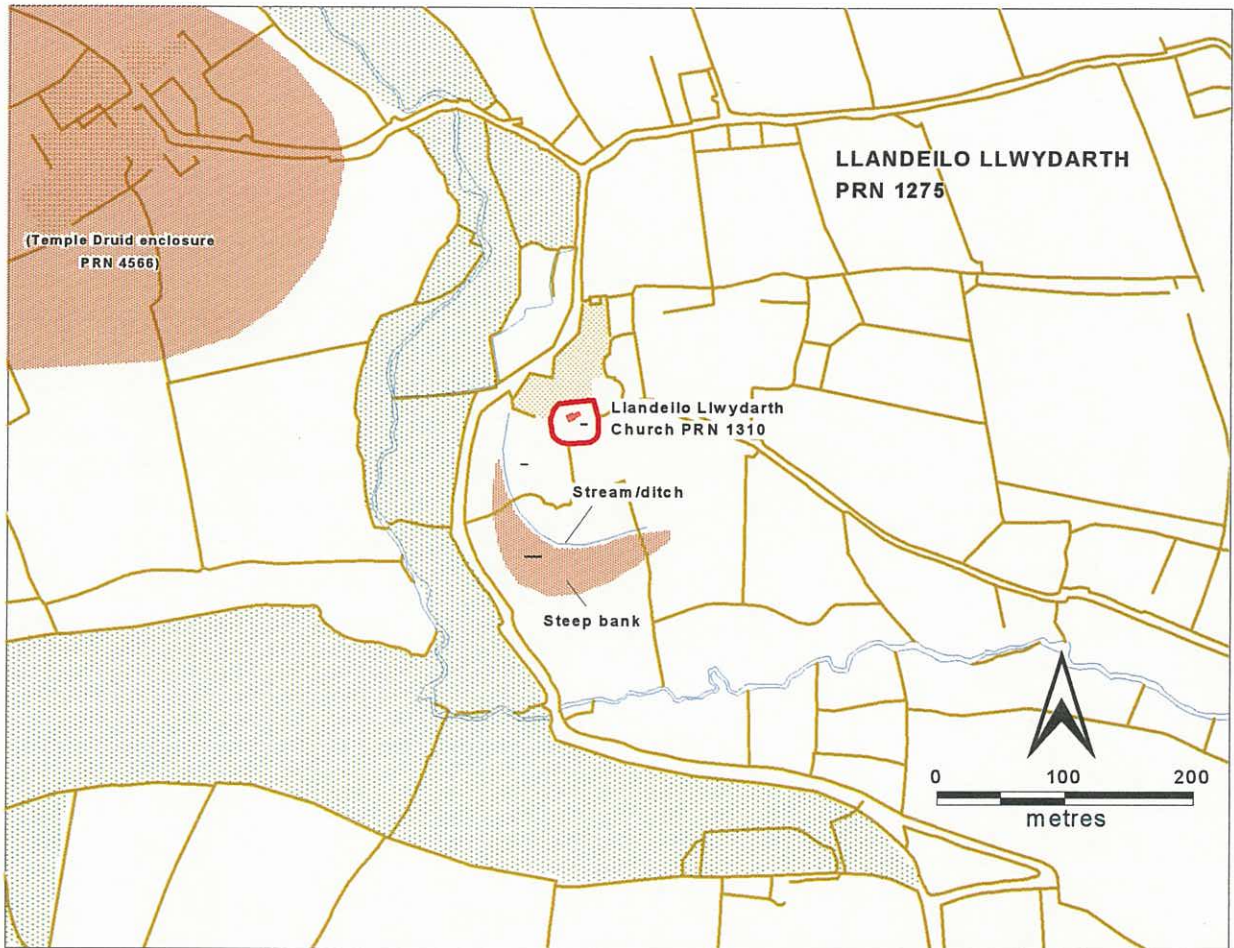 LLANDEILO LLWYDARTH
PRN 1275
(Temple Druid enclosure
PRN 4566)
Llandeilo Llwydarth
Church PRN 1310
Stream/ditch
Steep bank
0 100 200
metres